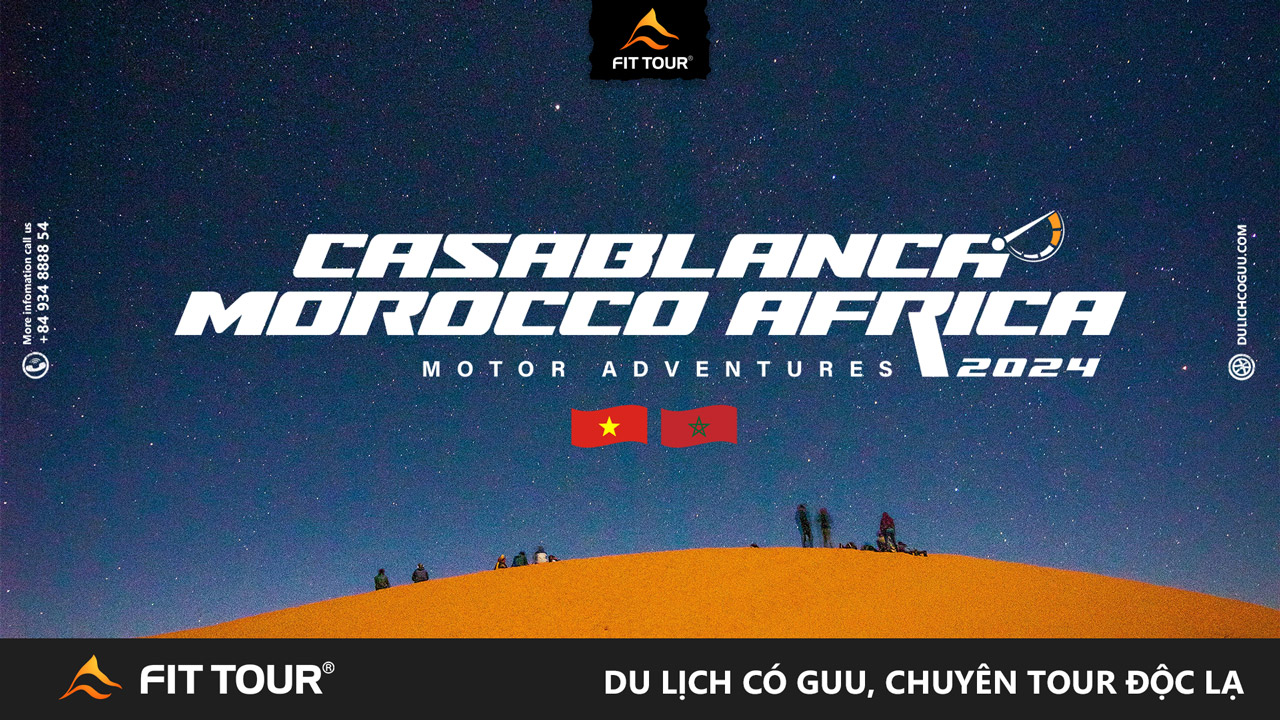 FIT TOUR®
CASABLANCA
MOROCCO AFRICA
MOTOR ADVENTURES 2024
More infomation call us
+84 934 8888 54
DULICHCOGUU.COM
FIT TOUR®
DU LỊCH CÓ GUU, CHUYÊN TOUR ĐỘC LẠ